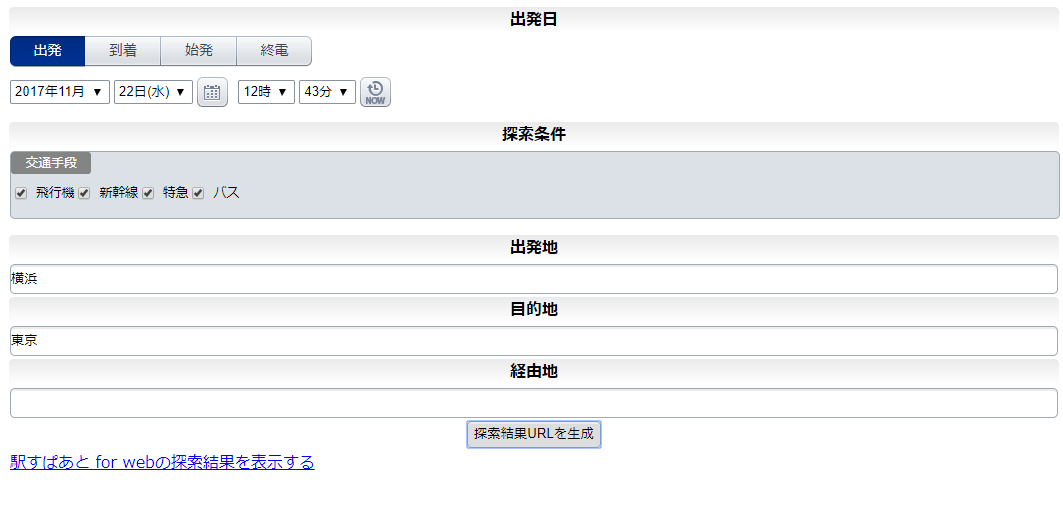 出発日
出発 到着 始発 終電
2017年11月 ▼ 22日(水) ▼ 12時 ▼ 43分 ▼ NOW
探索条件
交通手段
飛行機 新幹線 特急 バス
出発地
横浜
目的地
東京
経由地
探索結果URLを生成
駅すぱあと for webの探索結果を表示する